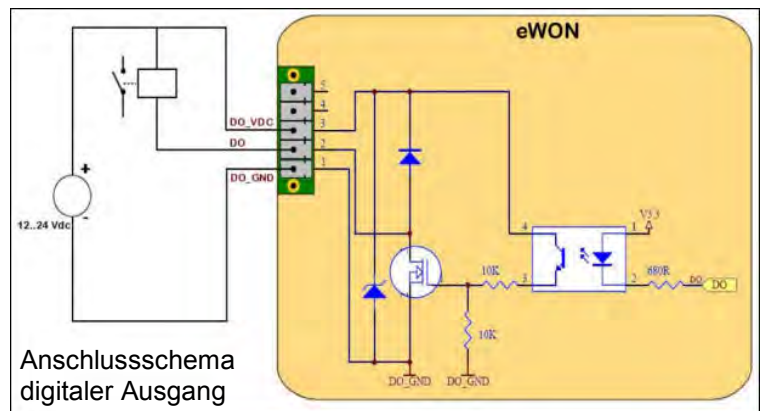 eWON
5
4
DO_VDC
3
DO
2
DO_GND
1
+
-
12..24 Vdc
4
1
V3.3
3
2
10K
680R
DO
DO
10K
DO_GND
DO_GND
Anschlussschema
digitaler Ausgang